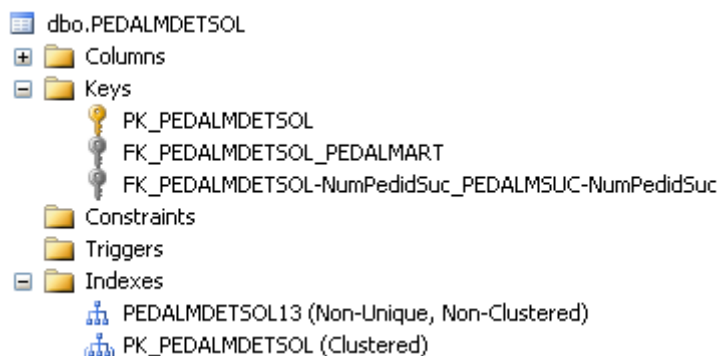 dbo.PEDALMDETSOL
Columns
Keys
PK_PEDALMDETSOL
FK_PEDALMDETSOL_PEDALMART
FK_PEDALMDETSOL-NumPedidSuc_PEDALMSUC-NumPedidSuc
Constraints
Triggers
Indexes
PEDALMDETSOL13 (Non-Unique, Non-Clustered)
PK_PEDALMDETSOL (Clustered)